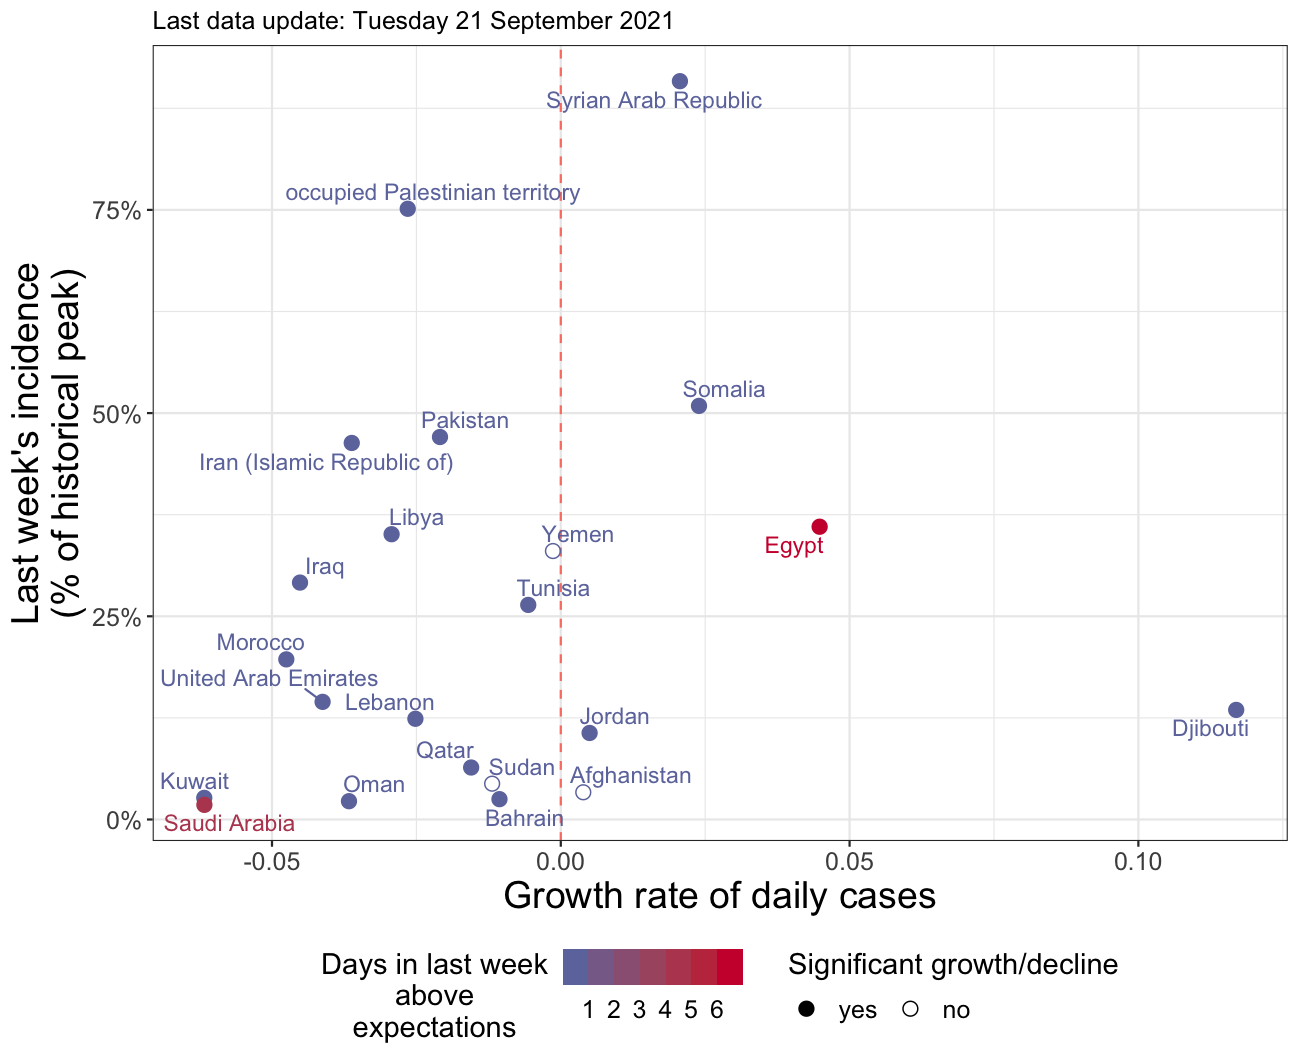 Last data update: Tuesday 21 September 2021
Last week's incidence
(% of historical peak)
75%
50%
25%
0%
Syrian Arab Republic
occupied Palestinian territory
Somalia
Pakistan
Iran (Islamic Republic of)
Libya
Yemen
Egypt
Iraq
Tunisia
Morocco
United Arab Emirates
Lebanon
Jordan
Djibouti
Qatar
Sudan
Afghanistan
Kuwait
Oman
Bahrain
Saudi Arabia
-0.05 0.00 0.05 0.10
Growth rate of daily cases
Days in last week
above
expectations
1 2 3 4 5 6
Significant growth/decline
yes no